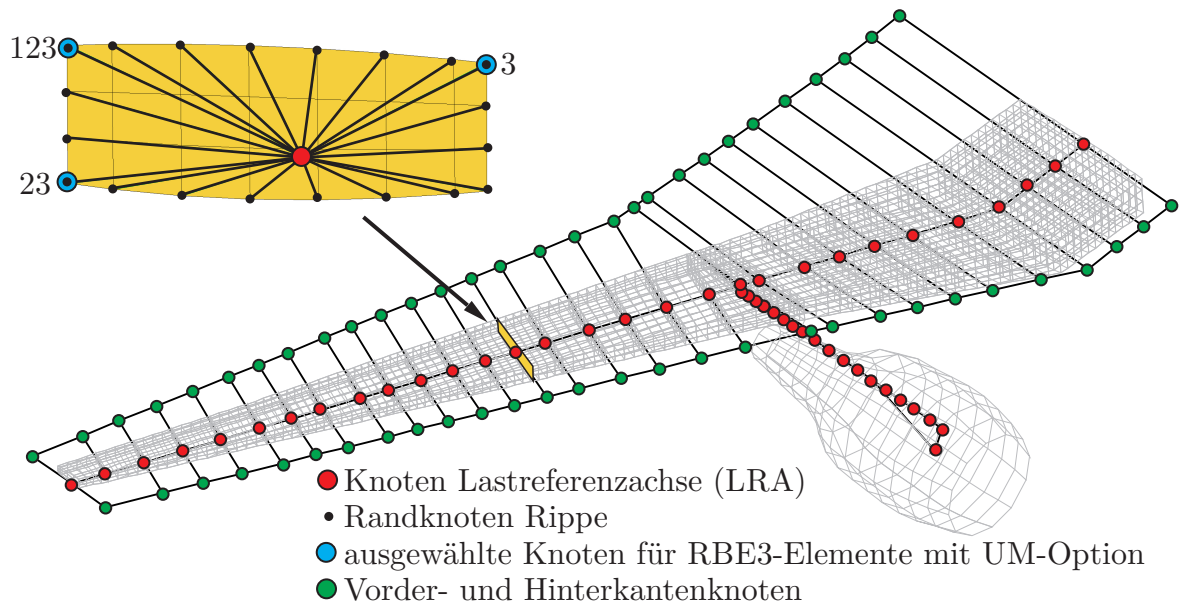 123
3
23
Knoten Lastreferenzachse (LRA)
Randknoten Rippe
ausgewählte Knoten für RBE3-Elemente mit UM-Option
Vorder- und Hinterkantenknoten